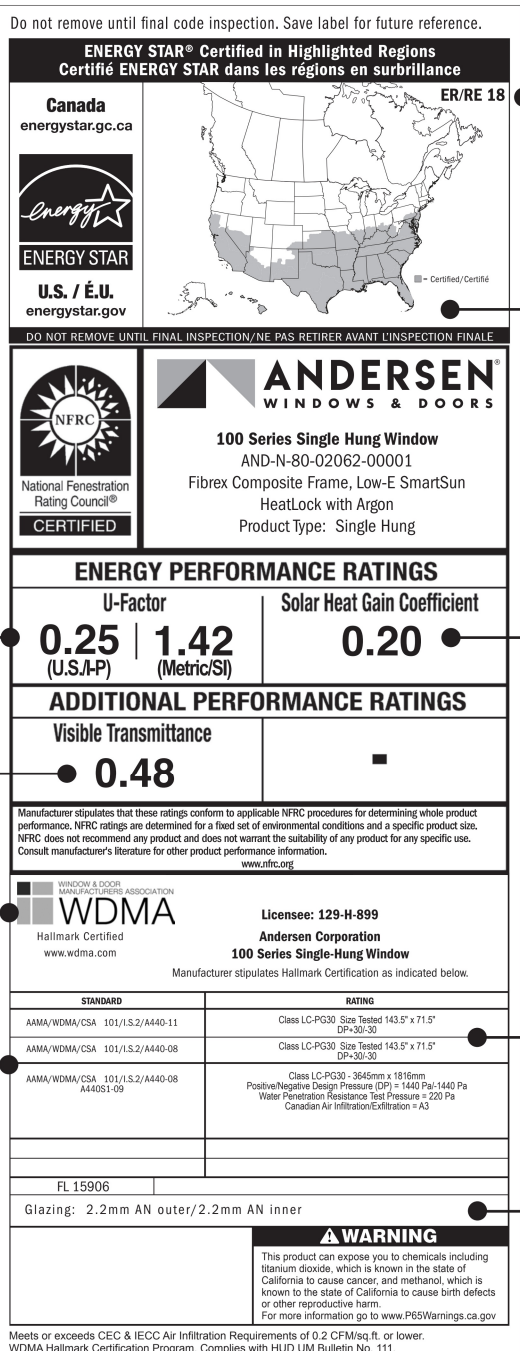 Do not remove until final code inspection. Save label for future reference.
ENERGY STAR® Certified in Highlighted Regions
Certifié ENERGY STAR dans les régions en surbrillance
Canada
energystar.gc.ca
energy
ENERGY STAR
U.S. / É.U.
energystar.gov
ER/RE 18
= Certified/Certifié
DO NOT REMOVE UNTIL FINAL INSPECTION/NE PAS RETIRER AVANT L'INSPECTION FINALE
NFRC
National Fenestration
Rating Council®
CERTIFIED
ANDERSEN®
WINDOWS & DOORS
100 Series Single Hung Window
AND-N-80-02062-00001
Fibrex Composite Frame, Low-E SmartSun
HeatLock with Argon
Product Type: Single Hung
ENERGY PERFORMANCE RATINGS
U-Factor
0.25 | 1.42
(U.S./I-P) (Metric/SI)
Solar Heat Gain Coefficient
0.20
ADDITIONAL PERFORMANCE RATINGS
Visible Transmittance
0.48
-
Manufacturer stipulates that these ratings conform to applicable NFRC procedures for determining whole product
performance. NFRC ratings are determined for a fixed set of environmental conditions and a specific product size.
NFRC does not recommend any product and does not warrant the suitability of any product for any specific use.
Consult manufacturer's literature for other product performance information.
www.nfrc.org
WINDOW & DOOR
MANUFACTURERS ASSOCIATION
WDMA
Hallmark Certified
www.wdma.com
Licensee: 129-H-899
Andersen Corporation
100 Series Single-Hung Window
Manufacturer stipulates Hallmark Certification as indicated below.
STANDARD RATING
AAMA/WDMA/CSA 101/I.S.2/A440-11
Class LC-PG30 Size Tested 143.5" x 71.5"
DP+30/-30
AAMA/WDMA/CSA 101/I.S.2/A440-08
Class LC-PG30 Size Tested 143.5" x 71.5"
DP+30/-30
AAMA/WDMA/CSA 101/I.S.2/A440-08
A440S1-09
Class LC-PG30 - 3645mm x 1816mm
Positive/Negative Design Pressure (DP) = 1440 Pa/-1440 Pa
Water Penetration Resistance Test Pressure = 220 Pa
Canadian Air Infiltration/Exfiltration = A3
FL 15906
Glazing: 2.2mm AN outer/2.2mm AN inner
⚠WARNING
This product can expose you to chemicals including
titanium dioxide, which is known in the state of
California to cause cancer, and methanol, which is
known to the state of California to cause birth defects
or other reproductive harm.
For more information go to www.P65Warnings.ca.gov
Meets or exceeds CEC & IECC Air Infiltration Requirements of 0.2 CFM/sq.ft. or lower.
WDMA Hallmark Certification Program. Complies with HUD UM Bulletin No. 111.